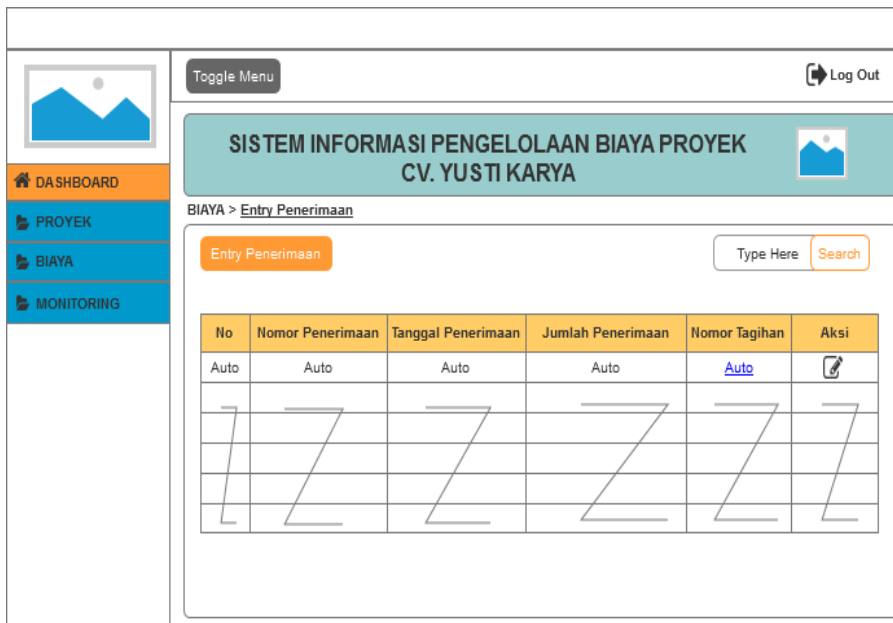 Toggle Menu
Log Out
SISTEM INFORMASI PENGELOLAAN BIAYA PROYEK
CV. YUSTI KARYA
DASHBOARD
PROYEK
BIAYA
MONITORING
BIAYA > Entry Penerimaan
Entry Penerimaan
Type Here Search
No Nomor Penerimaan Tanggal Penerimaan Jumlah Penerimaan Nomor Tagihan Aksi
Auto Auto Auto Auto Auto